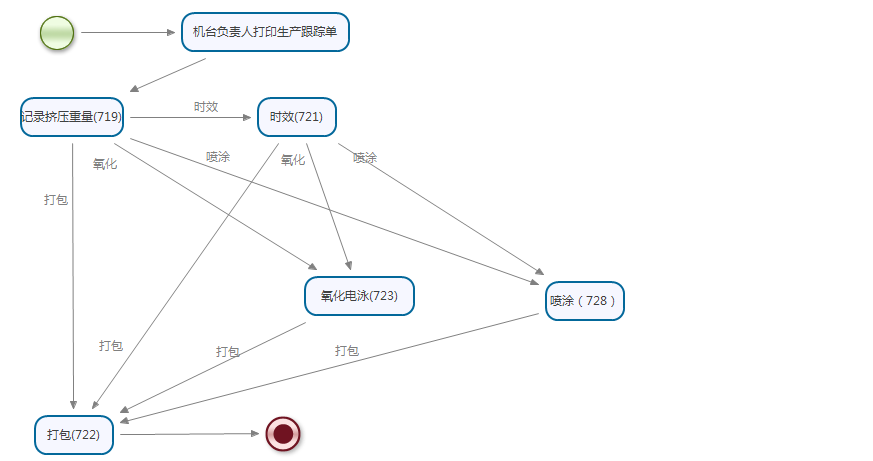 机台负责人打印生产跟踪单
记录挤压重量(719)
时效
时效(721)
氧化
喷涂
氧化
喷涂
打包
氧化电泳(723)
喷涂（728）
打包
打包
打包
打包(722)